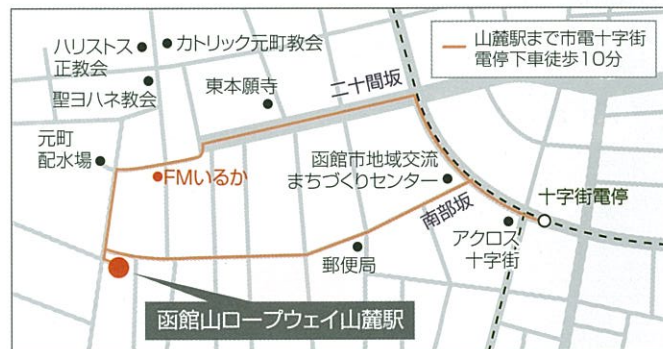 ハリストス
正教会
カトリック元町教会
聖ヨハネ教会
東本願寺
二十間坂
山麓駅まで市電十字街
電停下車徒歩10分
元町
配水場
FMいるか
函館市地域交流
まちづくりセンター
南部坂
十字街電停
アクロス
十字街
郵便局
函館山ロープウェイ山麓駅